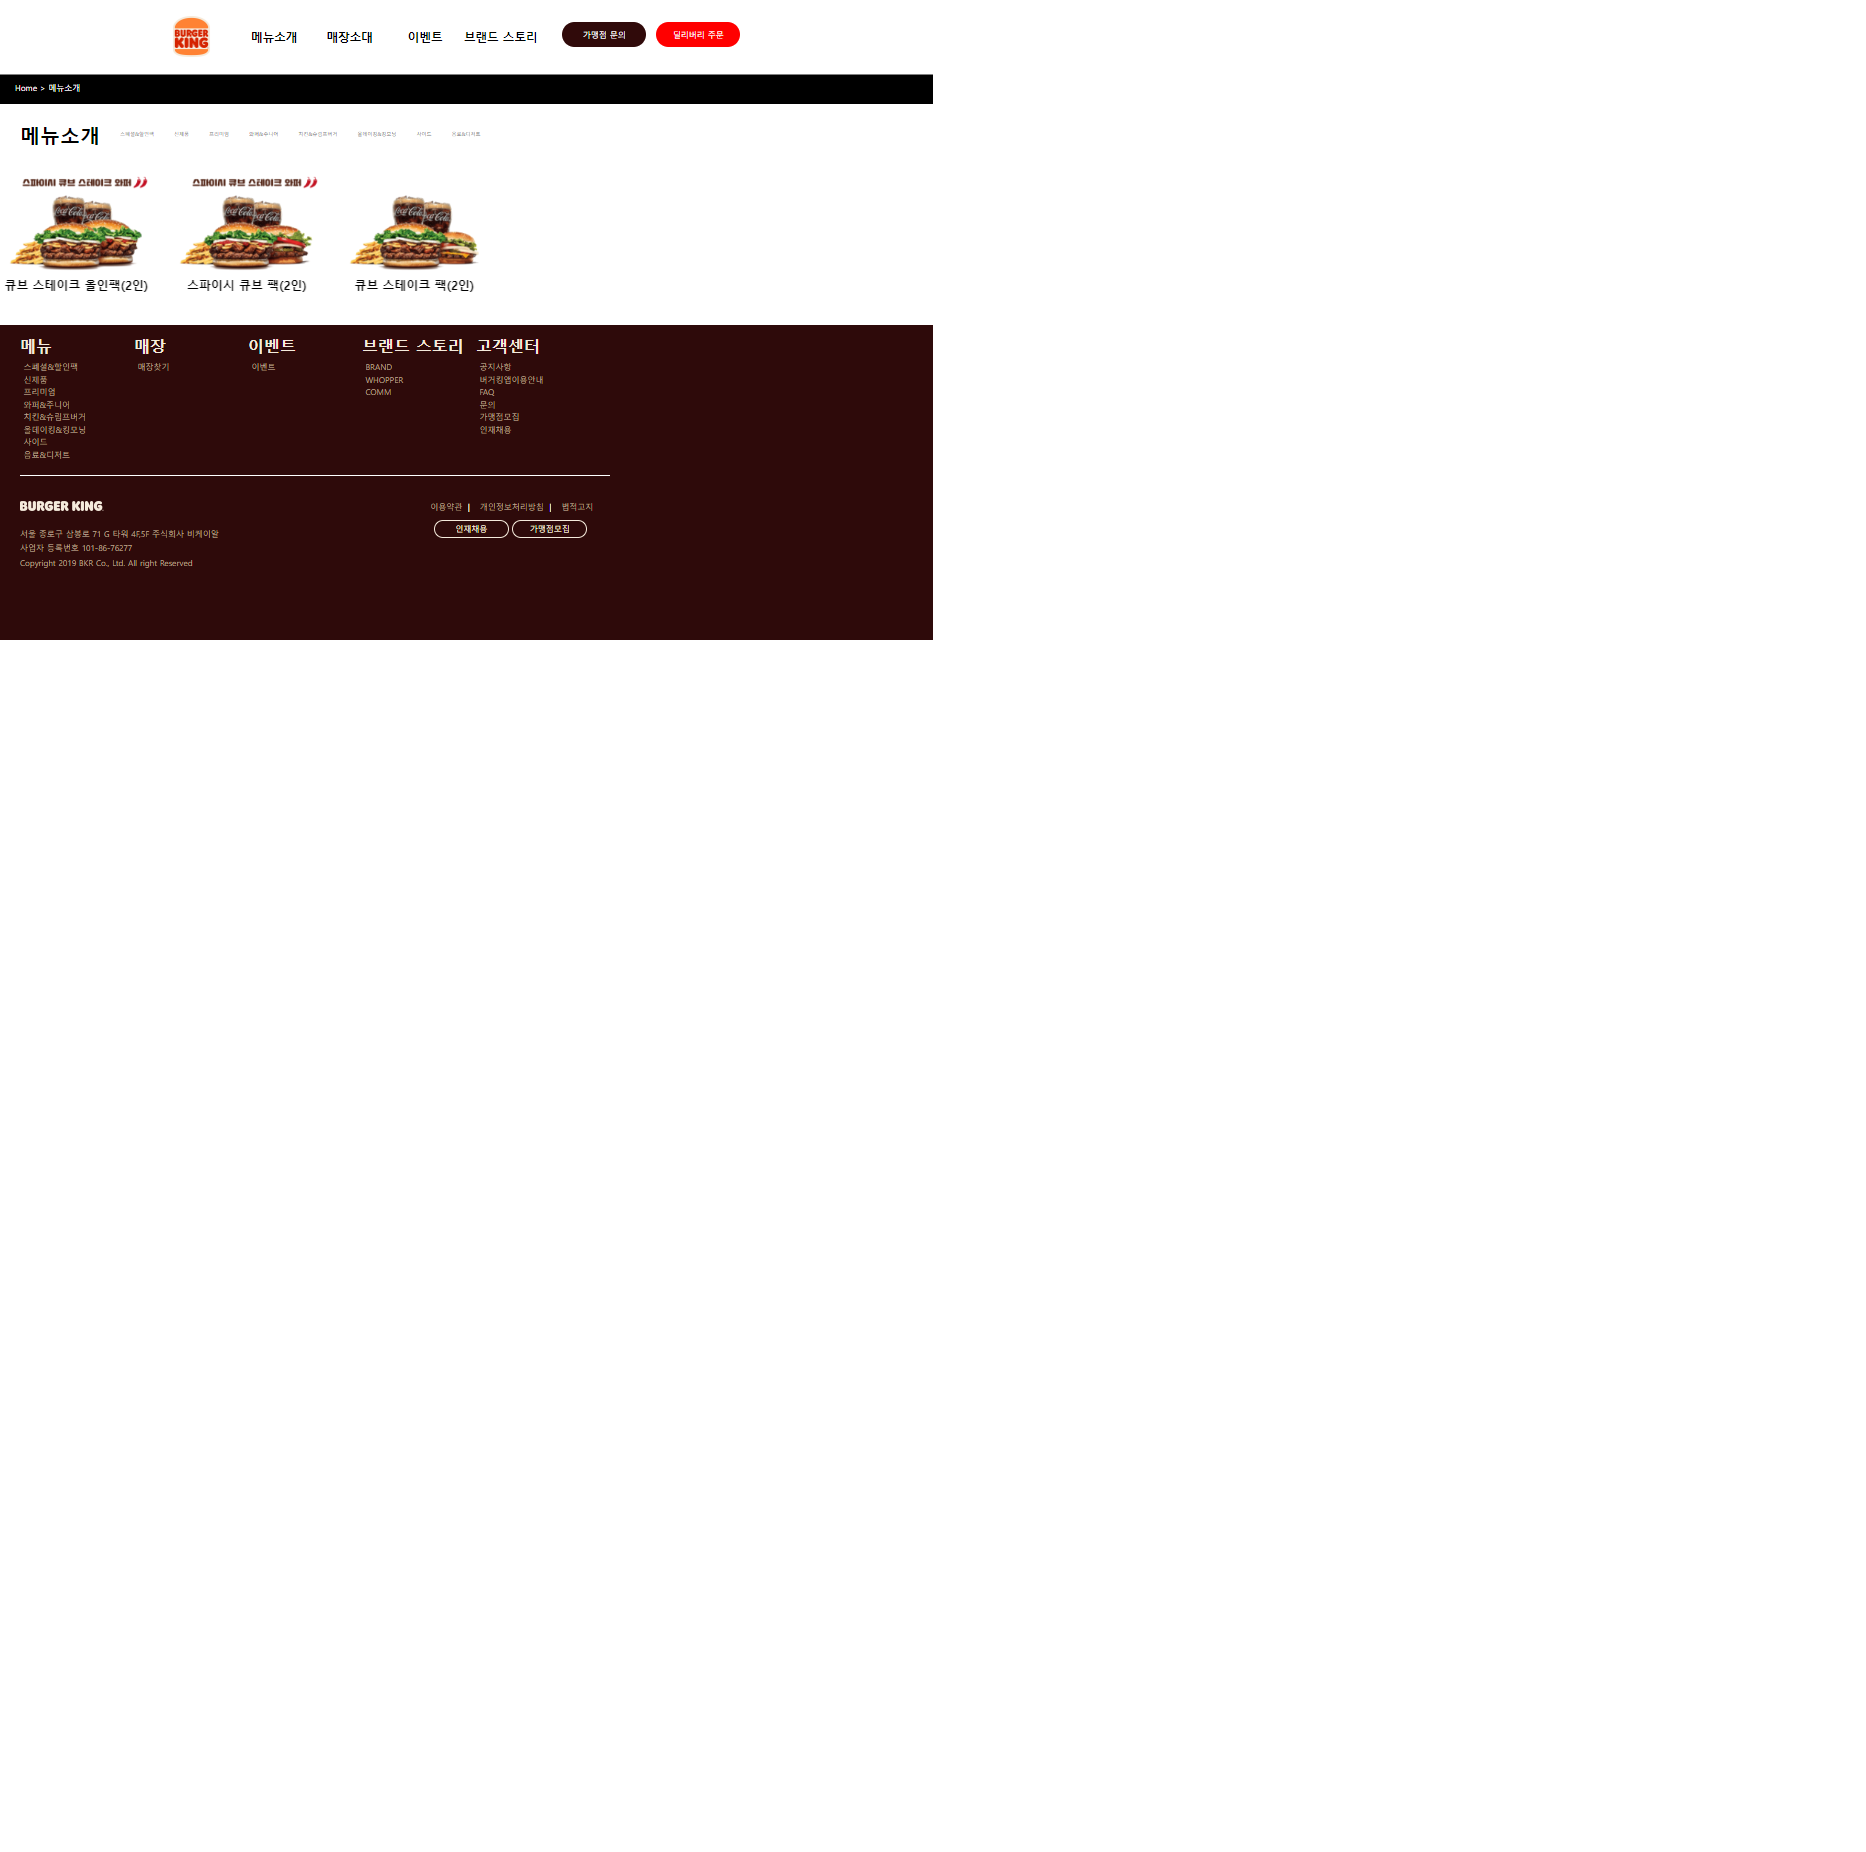 BURGER
KING
메뉴소개 매장소대 이벤트 브랜드 스토리 가맹점 문의 딜리버리 주문
Home > 메뉴소개
메뉴소개 스페셜&할인팩 신제품 프리미엄 와퍼&주니어 치킨&슈림프버거 올데이킹&킹모닝 사이드 음료&디저트
스파이시 큐브 스테이크 와퍼 스파이시 큐브 스테이크 와퍼
큐브 스테이크 올인팩(2인) 스파이시 큐브 팩(2인) 큐브 스테이크 팩(2인)
메뉴 매장 이벤트 브랜드 스토리 고객센터
스페셜&할인팩 매장찾기 이벤트 BRAND 공지사항
신제품 WHOPPER 버거킹앱이용안내
프리미엄 COMM FAQ
와퍼&주니어 문의
치킨&슈림프버거 가맹점모집
올데이킹&킹모닝 인재채용
사이드
음료&디저트
BURGER KING 이용약관 | 개인정보처리방침 | 법적고지
인재채용 가맹점모집
서울 종로구 삼봉로 71 G 타워 4F,5F 주식회사 비케이알
사업자 등록번호 101-86-76277
Copyright 2019 BKR Co., Ltd. All right Reserved